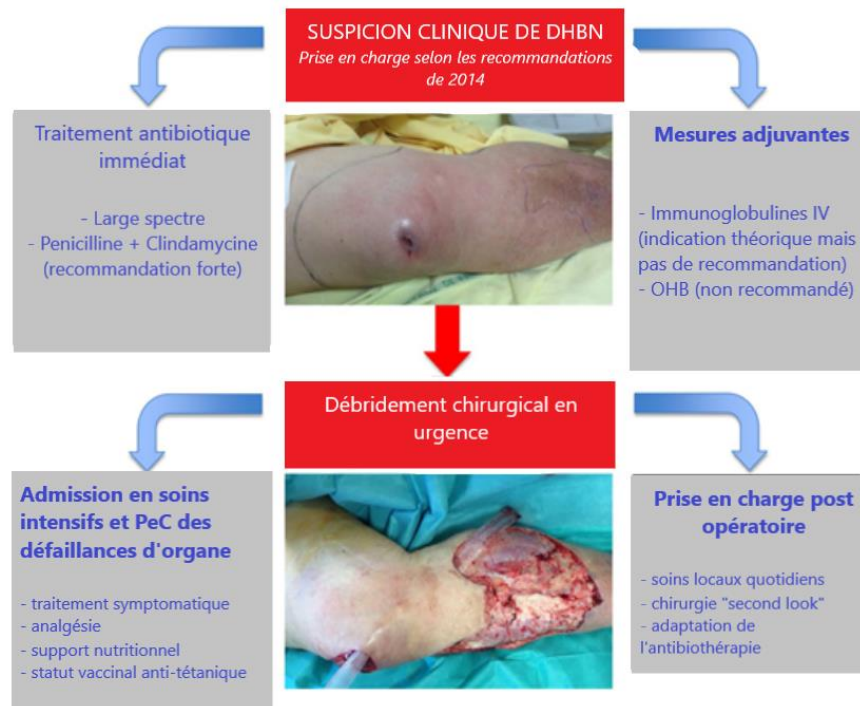 SUSPICION CLINIQUE DE DHBN
Prise en charge selon les recommandations
de 2014
Traitement antibiotique
immédiat
- Large spectre
- Penicilline + Clindamycine
(recommandation forte)
Mesures adjuvantes
- Immunoglobulines IV
(indication théorique mais
pas de recommandation)
- OHB (non recommandé)
Débridement chirurgical en
urgence
Admission en soins
intensifs et PeC des
défaillances d'organe
- traitement symptomatique
- analgésie
- support nutritionnel
- statut vaccinal anti-tétanique
Prise en charge post
opératoire
- soins locaux quotidiens
- chirurgie "second look"
- adaptation de
l'antibiothérapie